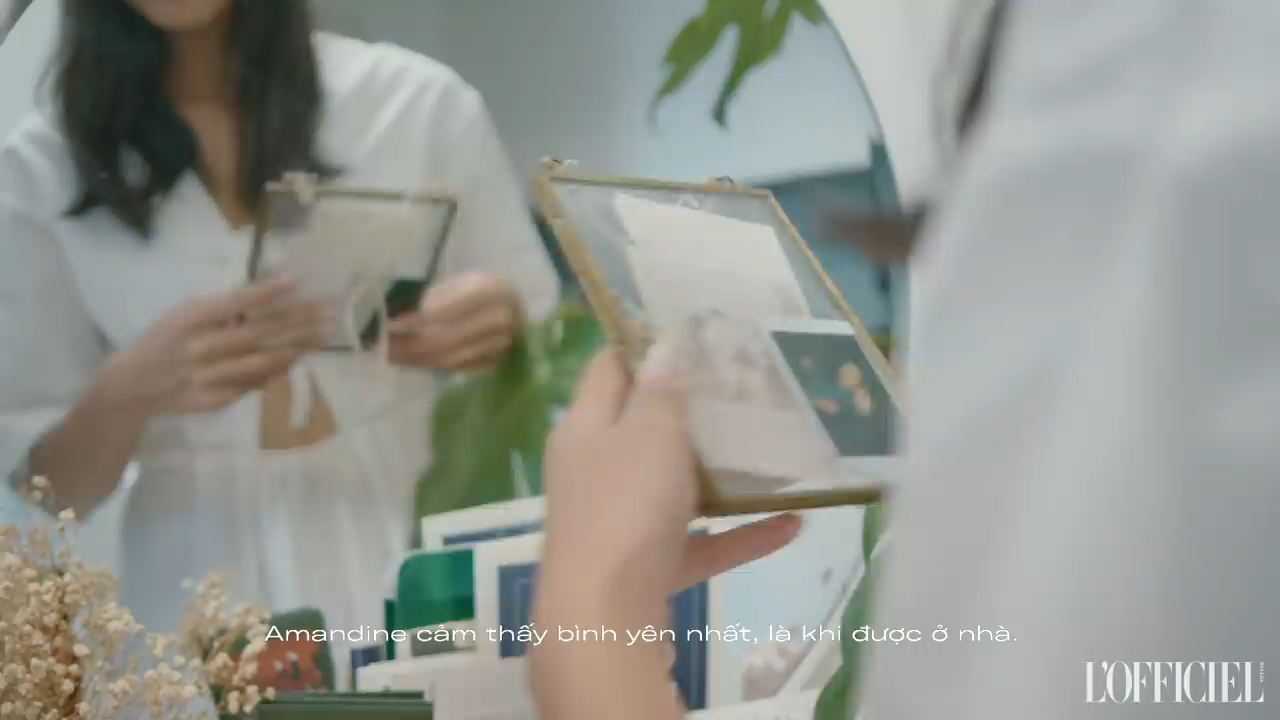 Amandine cảm thấy bình yên nhất, là khi được ở nhà.
L'OFFICIEL